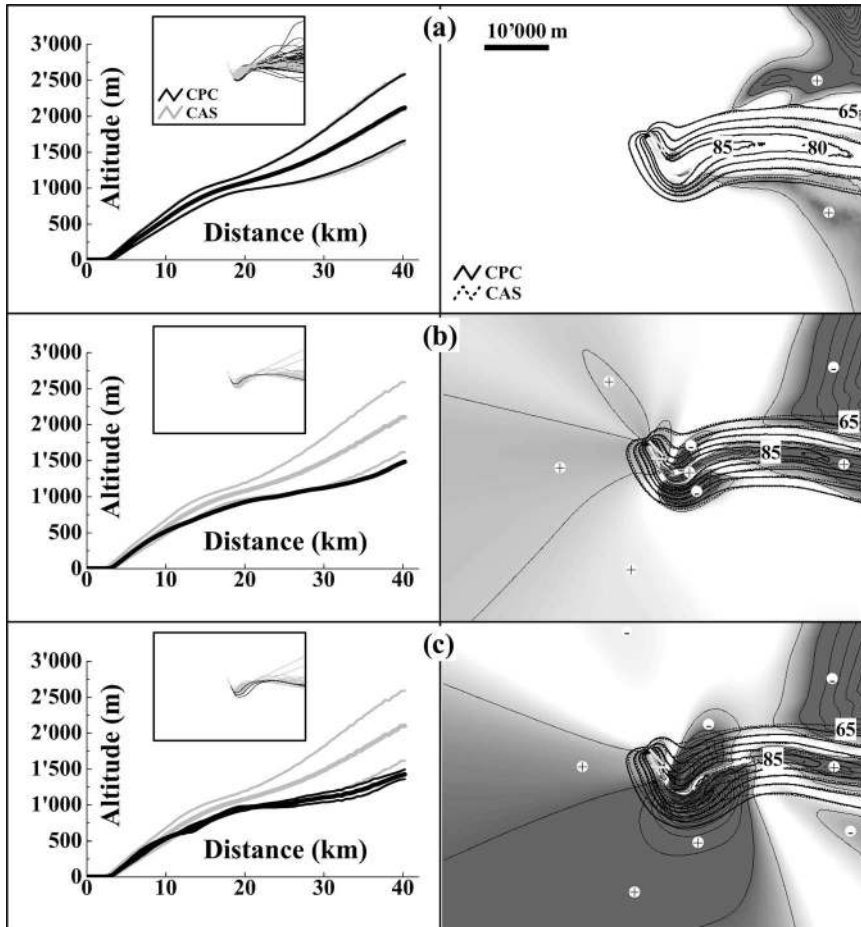 (a)
3'000
2'500
2'000
1'500
1'000
500
0
Altitude (m)
CPC
CAS
Distance (km)
0 10 20 30 40
10'000 m
+
65
85 80
+
CPC
CAS
(b)
3'000
2'500
2'000
1'500
1'000
500
0
Altitude (m)
Distance (km)
0 10 20 30 40
-
+
65
-
85
+ + +
-
+
(c)
3'000
2'500
2'000
1'500
1'000
500
0
Altitude (m)
Distance (km)
0 10 20 30 40
-
-
-
65
+ 85 +
-
+
+